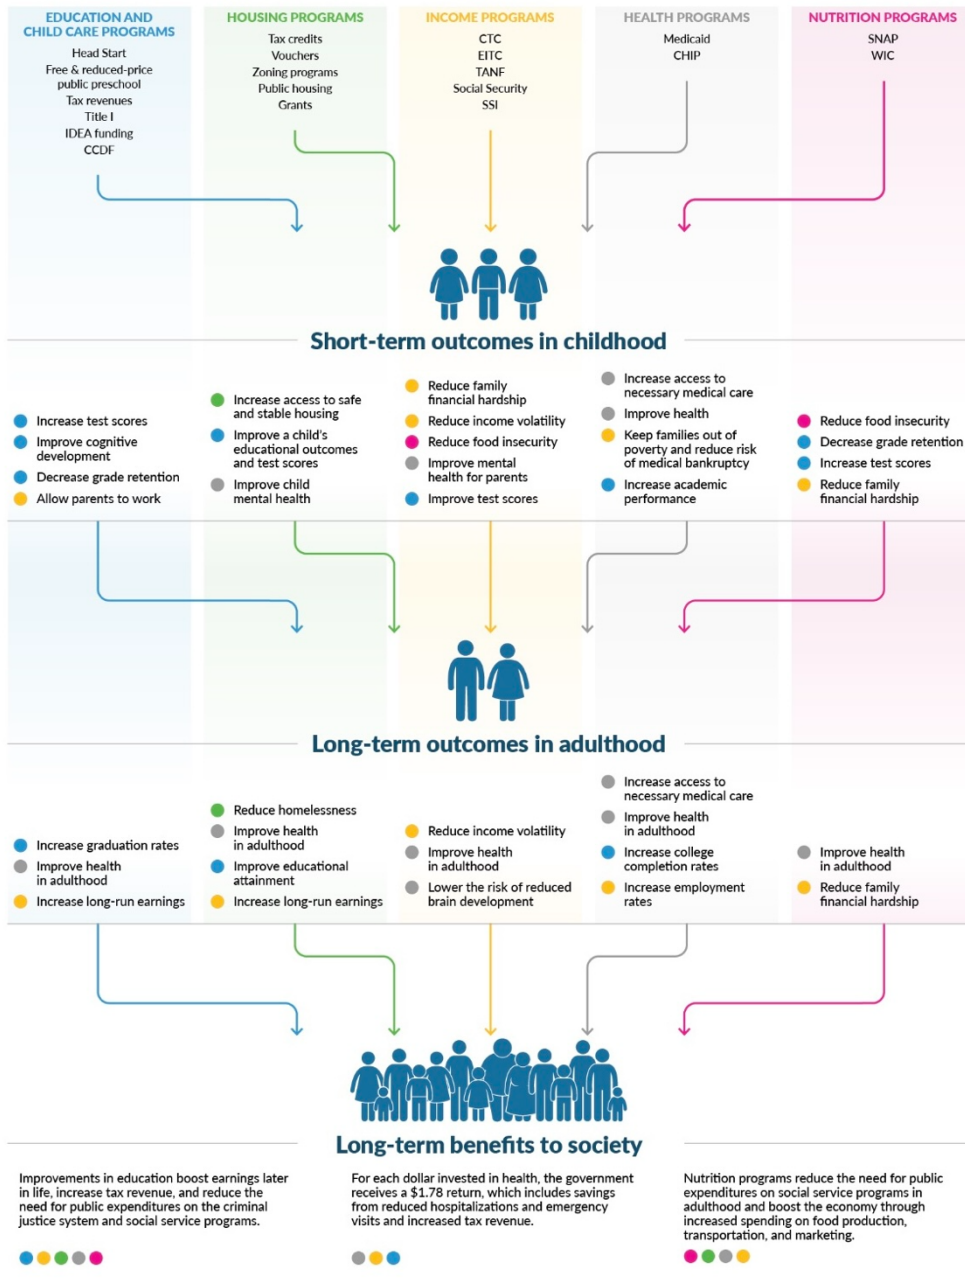 EDUCATION AND
CHILD CARE PROGRAMS
Head Start
Free & reduced-price
public preschool
Tax revenues
Title I
IDEA funding
CCDF
HOUSING PROGRAMS
Tax credits
Vouchers
Zoning programs
Public housing
Grants
INCOME PROGRAMS
CTC
EITC
TANF
Social Security
SSI
HEALTH PROGRAMS
Medicaid
CHIP
NUTRITION PROGRAMS
SNAP
WIC
Short-term outcomes in childhood
Increase test scores
Improve cognitive
development
Decrease grade retention
Allow parents to work
Increase access to safe
and stable housing
Improve a child's
educational outcomes
and test scores
Improve child
mental health
Reduce family
financial hardship
Reduce income volatility
Reduce food insecurity
Improve mental
health for parents
Improve test scores
Increase access to
necessary medical care
Improve health
Keep families out of
poverty and reduce risk
of medical bankruptcy
Increase academic
performance
Reduce food insecurity
Decrease grade retention
Increase test scores
Reduce family
financial hardship
Long-term outcomes in adulthood
Increase graduation rates
Improve health
in adulthood
Increase long-run earnings
Reduce homelessness
Improve health
in adulthood
Improve educational
attainment
Increase long-run earnings
Reduce income volatility
Improve health
in adulthood
Lower the risk of reduced
brain development
Increase access to
necessary medical care
Improve health
in adulthood
Increase college
completion rates
Increase employment
rates
Improve health
in adulthood
Reduce family
financial hardship
Long-term benefits to society
Improvements in education boost earnings later
in life, increase tax revenue, and reduce the
need for public expenditures on the criminal
justice system and social service programs.
For each dollar invested in health, the government
receives a $1.78 return, which includes savings
from reduced hospitalizations and emergency
visits and increased tax revenue.
Nutrition programs reduce the need for public
expenditures on social service programs in
adulthood and boost the economy through
increased spending on food production,
transportation, and marketing.